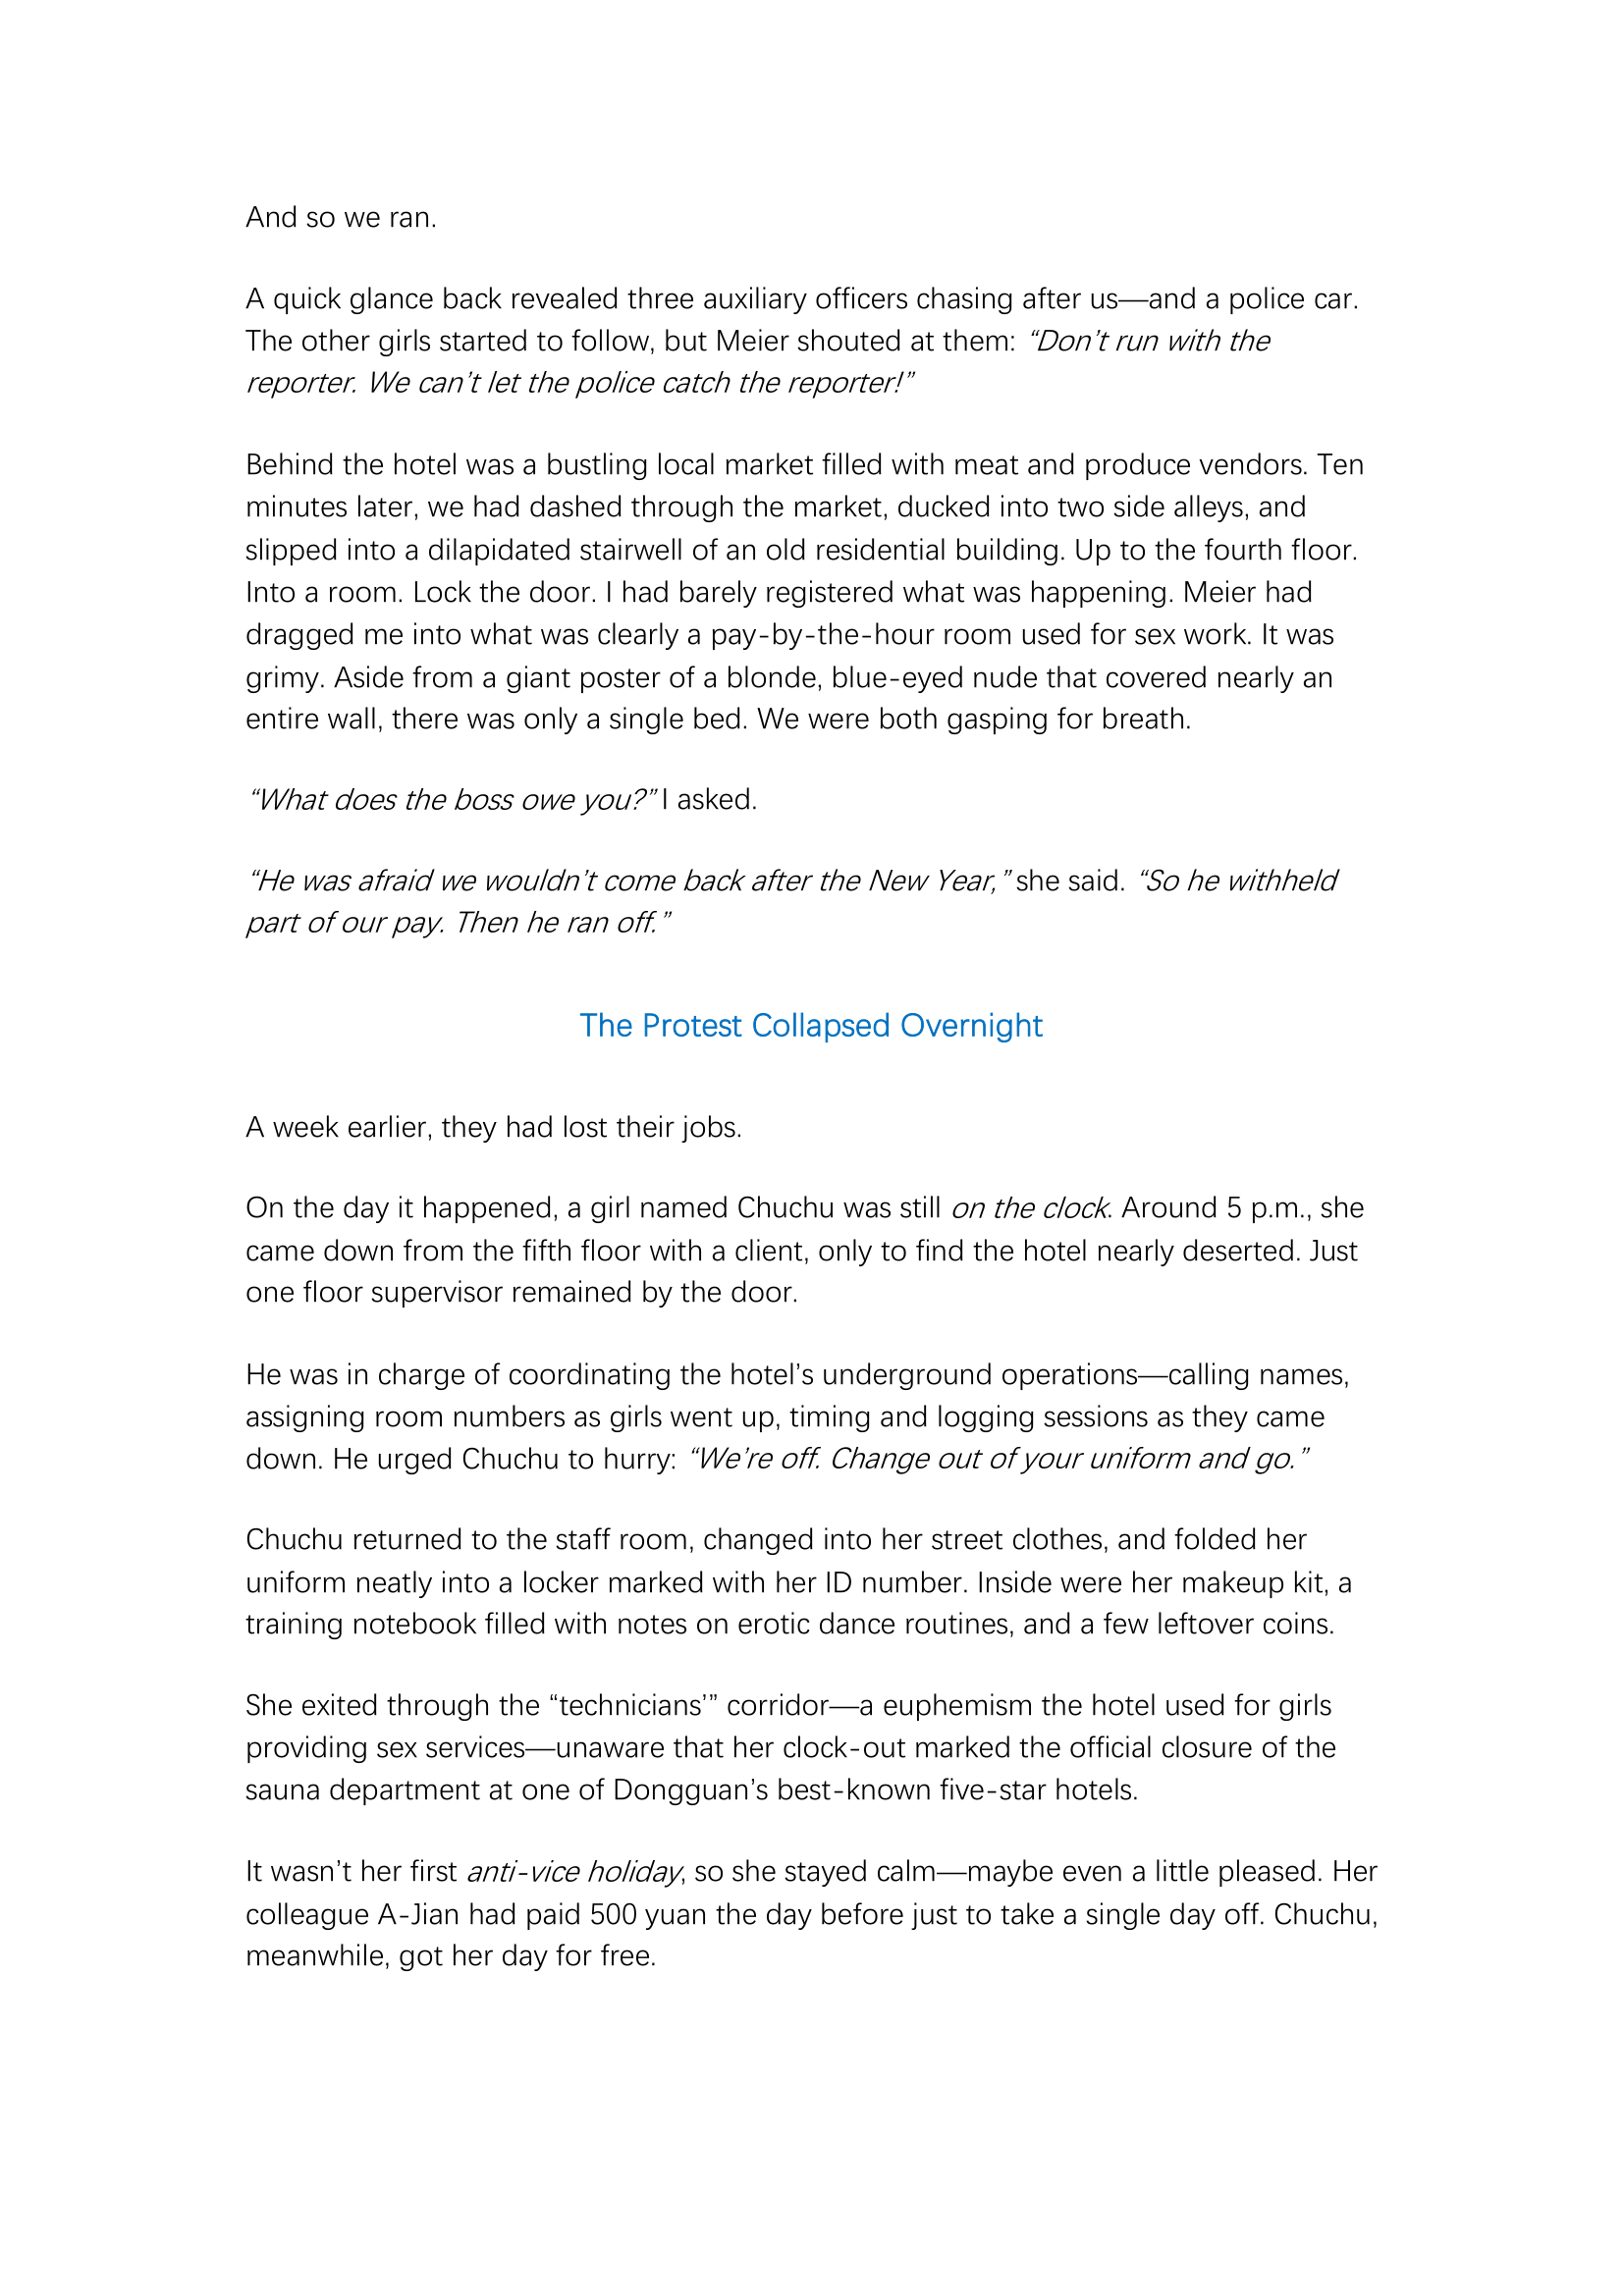 And so we ran.
A quick glance back revealed three auxiliary officers chasing after us—and a police car.
The other girls started to follow, but Meier shouted at them: “Don’t run with the
reporter. We can’t let the police catch the reporter!”
Behind the hotel was a bustling local market filled with meat and produce vendors. Ten
minutes later, we had dashed through the market, ducked into two side alleys, and
slipped into a dilapidated stairwell of an old residential building. Up to the fourth floor.
Into a room. Lock the door. I had barely registered what was happening. Meier had
dragged me into what was clearly a pay-by-the-hour room used for sex work. It was
grimy. Aside from a giant poster of a blonde, blue-eyed nude that covered nearly an
entire wall, there was only a single bed. We were both gasping for breath.
“What does the boss owe you?” I asked.
“He was afraid we wouldn’t come back after the New Year,” she said. “So he withheld
part of our pay. Then he ran off.”
The Protest Collapsed Overnight
A week earlier, they had lost their jobs.
On the day it happened, a girl named Chuchu was still on the clock. Around 5 p.m., she
came down from the fifth floor with a client, only to find the hotel nearly deserted. Just
one floor supervisor remained by the door.
He was in charge of coordinating the hotel’s underground operations—calling names,
assigning room numbers as girls went up, timing and logging sessions as they came
down. He urged Chuchu to hurry: “We’re off. Change out of your uniform and go.”
Chuchu returned to the staff room, changed into her street clothes, and folded her
uniform neatly into a locker marked with her ID number. Inside were her makeup kit, a
training notebook filled with notes on erotic dance routines, and a few leftover coins.
She exited through the “technicians’” corridor—a euphemism the hotel used for girls
providing sex services—unaware that her clock-out marked the official closure of the
sauna department at one of Dongguan’s best-known five-star hotels.
It wasn’t her first anti-vice holiday, so she stayed calm—maybe even a little pleased. Her
colleague A-Jian had paid 500 yuan the day before just to take a single day off. Chuchu,
meanwhile, got her day for free.